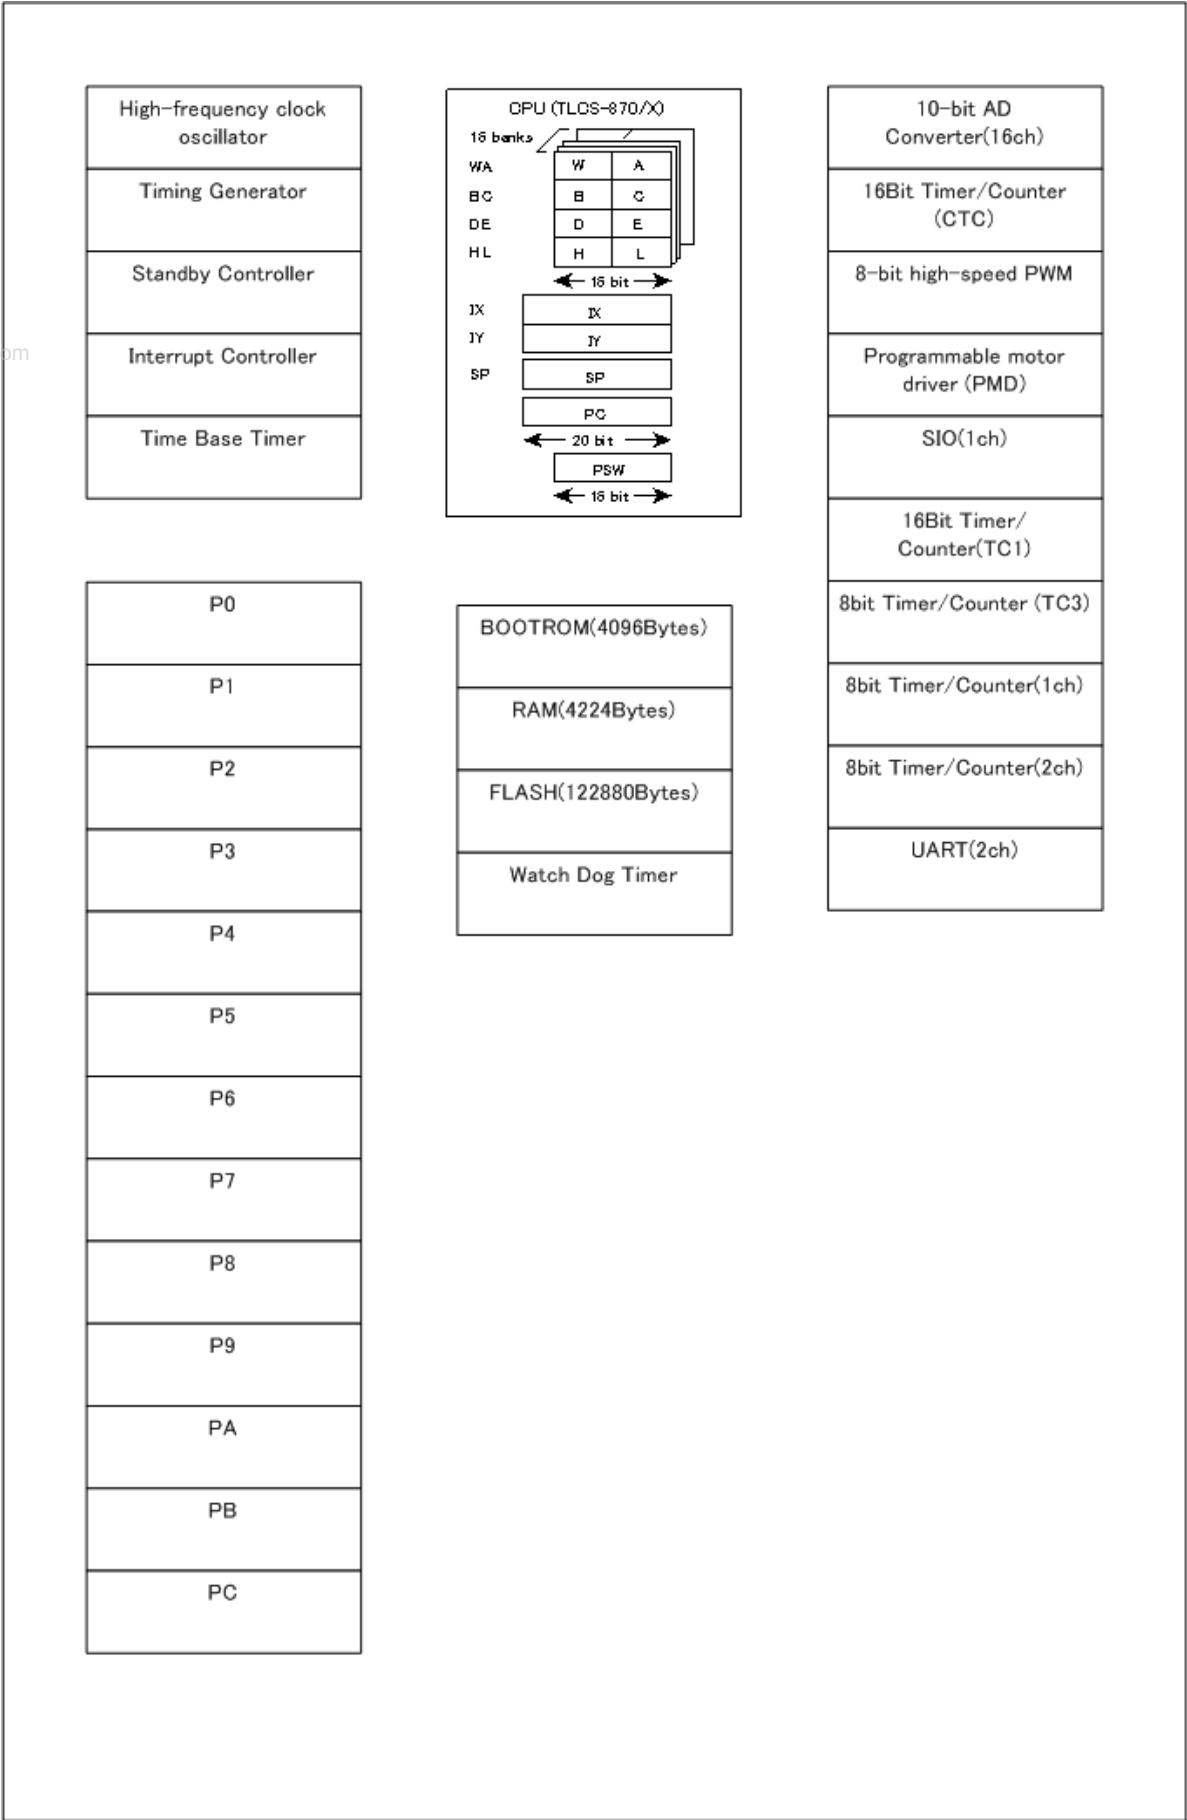 High-frequency clock
oscillator
Timing Generator
Standby Controller
Interrupt Controller
Time Base Timer
om
CPU (TLCS-870/X)
16 banks
WA
W
A
BC
B
C
DE
D
E
HL
H
L
16 bit
IX
IX
IY
IY
SP
SP
PC
20 bit
PSW
16 bit
10-bit AD
Converter(16ch)
16Bit Timer/Counter
(CTC)
8-bit high-speed PWM
Programmable motor
driver (PMD)
SIO(1ch)
16Bit Timer/
Counter(TC1)
8bit Timer/Counter (TC3)
8bit Timer/Counter(1ch)
8bit Timer/Counter(2ch)
UART(2ch)
P0
P1
P2
P3
P4
P5
P6
P7
P8
P9
PA
PB
PC
BOOTROM(4096Bytes)
RAM(4224Bytes)
FLASH(122880Bytes)
Watch Dog Timer